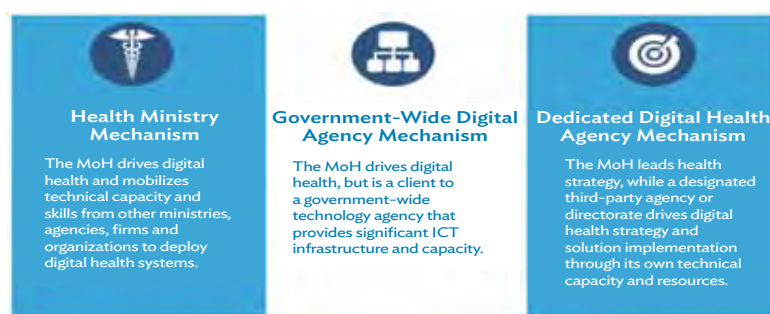 Health Ministry
Mechanism
The MoH drives digital
health and mobilizes
technical capacity and
skills from other ministries,
agencies, firms and
organizations to deploy
digital health systems.
Government-Wide Digital
Agency Mechanism
The MoH drives digital
health, but is a client to
a government-wide
technology agency that
provides significant ICT
infrastructure and capacity.
Dedicated Digital Health
Agency Mechanism
The MoH leads health
strategy, while a designated
third-party agency or
directorate drives digital
health strategy and
solution implementation
through its own technical
capacity and resources.